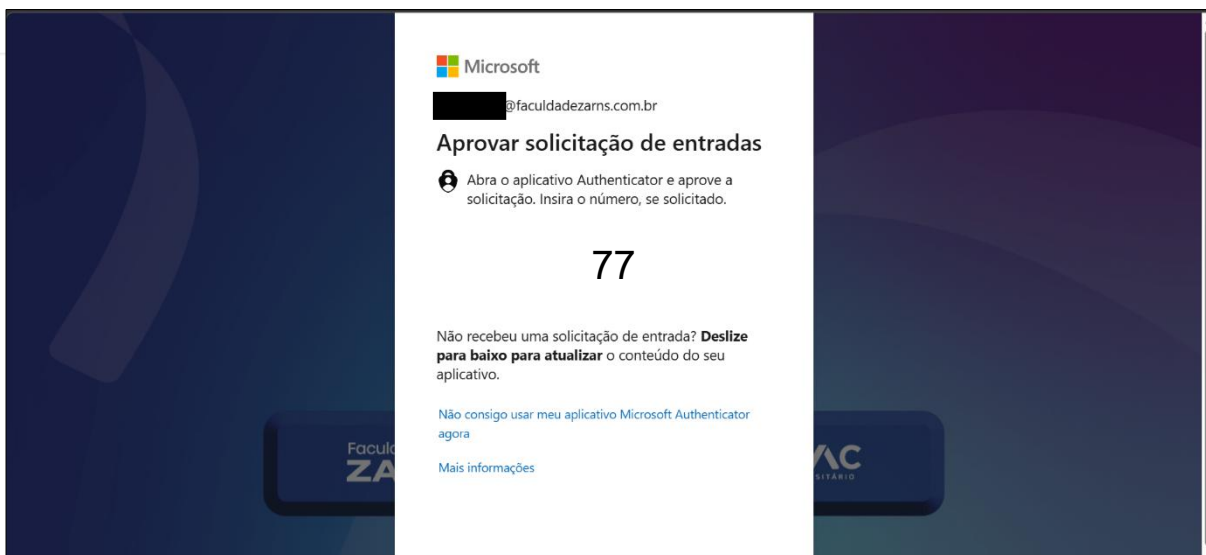 Microsoft
@faculdadezarns.com.br
Aprovar solicitação de entradas
Abra o aplicativo Authenticator e aprove a
solicitação. Insira o número, se solicitado.
77
Não recebeu uma solicitação de entrada? Deslize
para baixo para atualizar o conteúdo do seu
aplicativo.
Não consigo usar meu aplicativo Microsoft Authenticator
agora
Mais informações